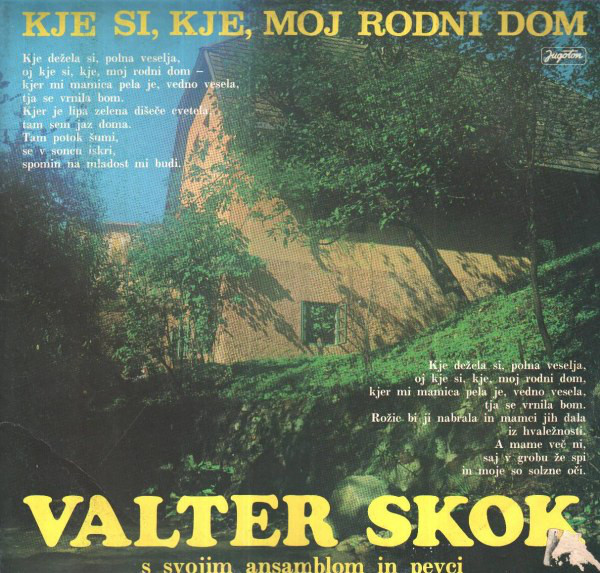 KJE SI, KJE, MOJ RODNI DOM
Jugoton
Kje dežela si, polna veselja,
oj kje si, kje, moj rodni dom —
kjer mi mamica pela je, vedno vesela,
tja se vrnila bom.
Kjer je lipa zelena dišeče cvetela,
tam sem jaz doma.
Tam potok šumi,
se v soncu iskri,
spomin na mladost mi budi.
Kje dežela si, polna veselja,
oj kje si, kje, moj rodni dom,
kjer mi mamica pela je, vedno vesela,
tja se vrnila bom.
Rožic bi ji nabrala in mamci jih dala
iz hvaležnosti.
A mame več ni,
saj v grobu že spi
in moje so solzne oči.
VALTER SKOK
s svojim ansamblom in pevci